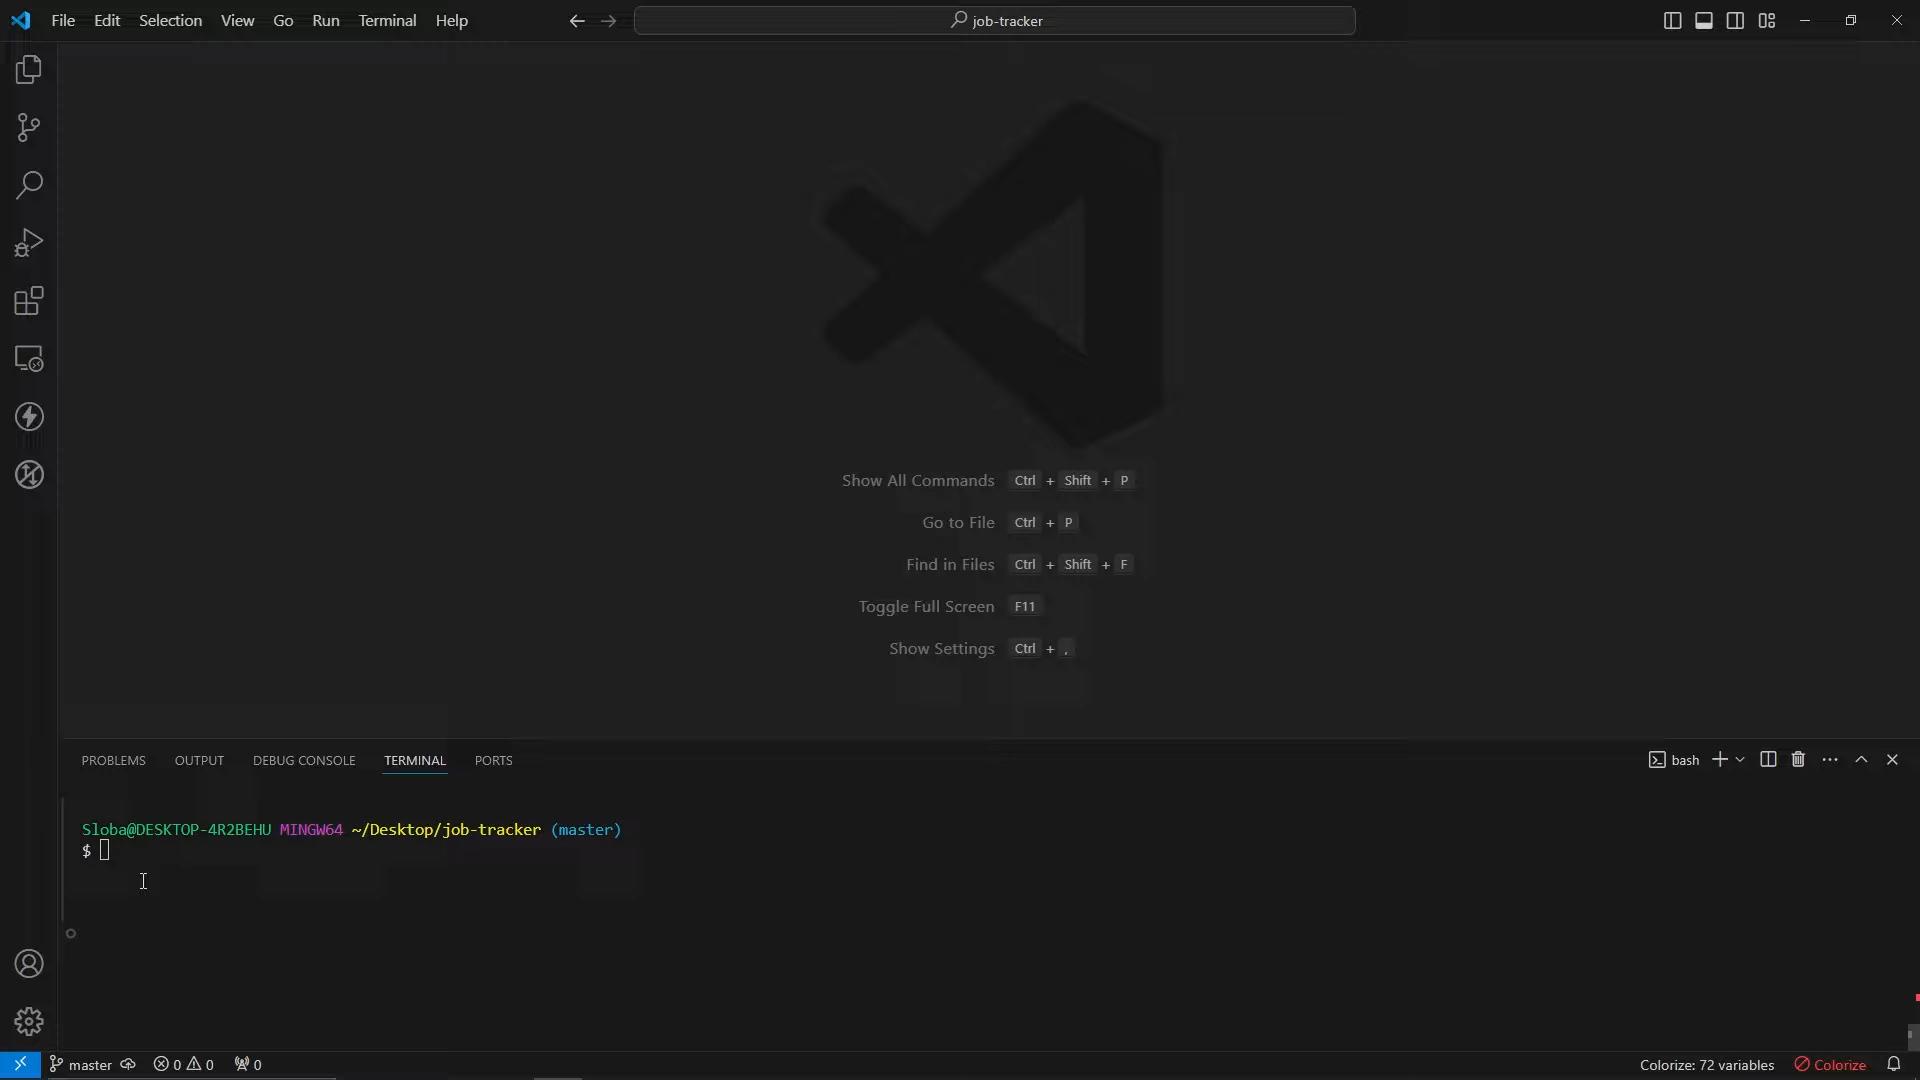 File Edit Selection View Go Run Terminal Help job-tracker
Show All Commands Ctrl + Shift + P
Go to File Ctrl + P
Find in Files Ctrl + Shift + F
Toggle Full Screen F11
Show Settings Ctrl + ,
PROBLEMS OUTPUT DEBUG CONSOLE TERMINAL PORTS bash
Sloba@DESKTOP-4R2BEHU MINGW64 ~/Desktop/job-tracker (master)
$
master 0 0 0 Colorize: 72 variables Colorize